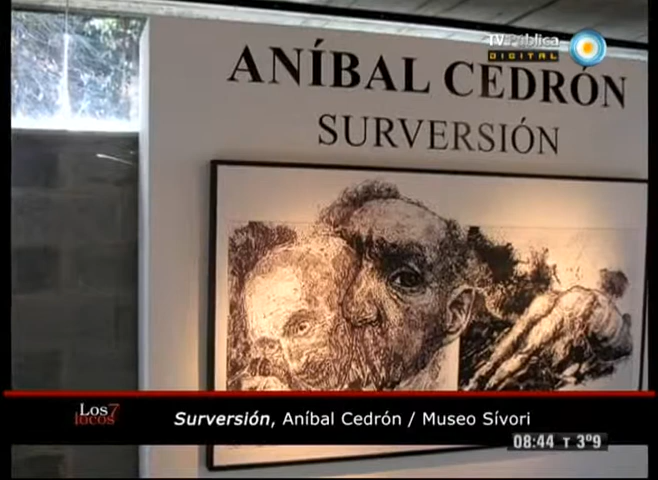 TV Pública
DIGITAL
ANÍBAL CEDRÓN
SURVERSIÓN
Los 7 locos
Surversión, Aníbal Cedrón / Museo Sívori
08:44 T 3º9